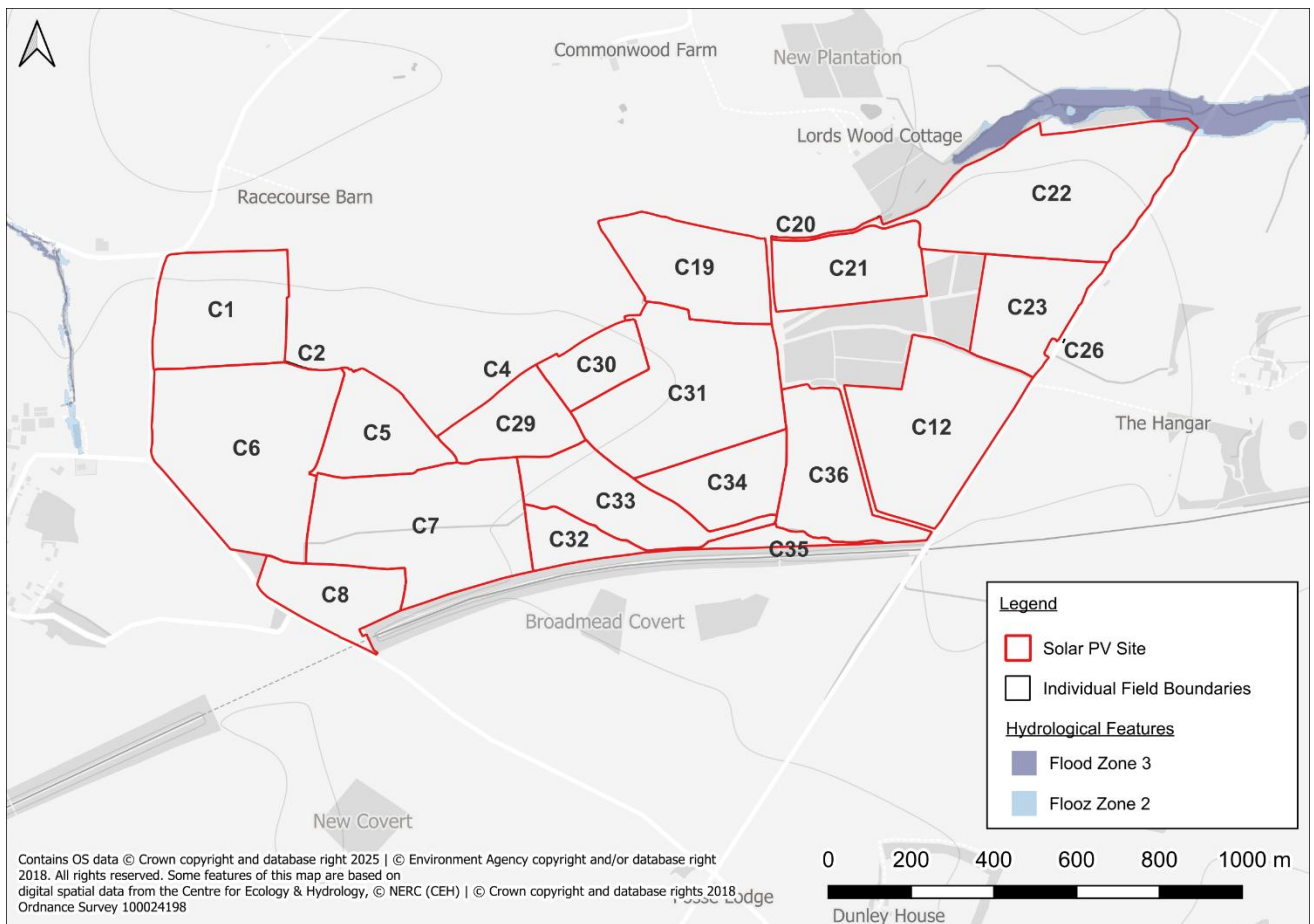 Commonwood Farm
New Plantation
Lords Wood Cottage
Racecourse Barn
C22
C20
C19
C21
C1
C23
C2
C26
C4
C30
C31
The Hangar
C29
C12
C5
C6
C36
C34
C33
C7
C32
C35
C8
Broadmead Covert
New Covert
Legend
Solar PV Site
Individual Field Boundaries
Hydrological Features
Flood Zone 3
Flooz Zone 2
Contains OS data © Crown copyright and database right 2025 | © Environment Agency copyright and/or database right
2018. All rights reserved. Some features of this map are based on
digital spatial data from the Centre for Ecology & Hydrology, © NERC (CEH) | © Crown copyright and database rights 2018
Ordnance Survey 100024198
0 200 400 600 800 1000 m
Lodge
Dunley House